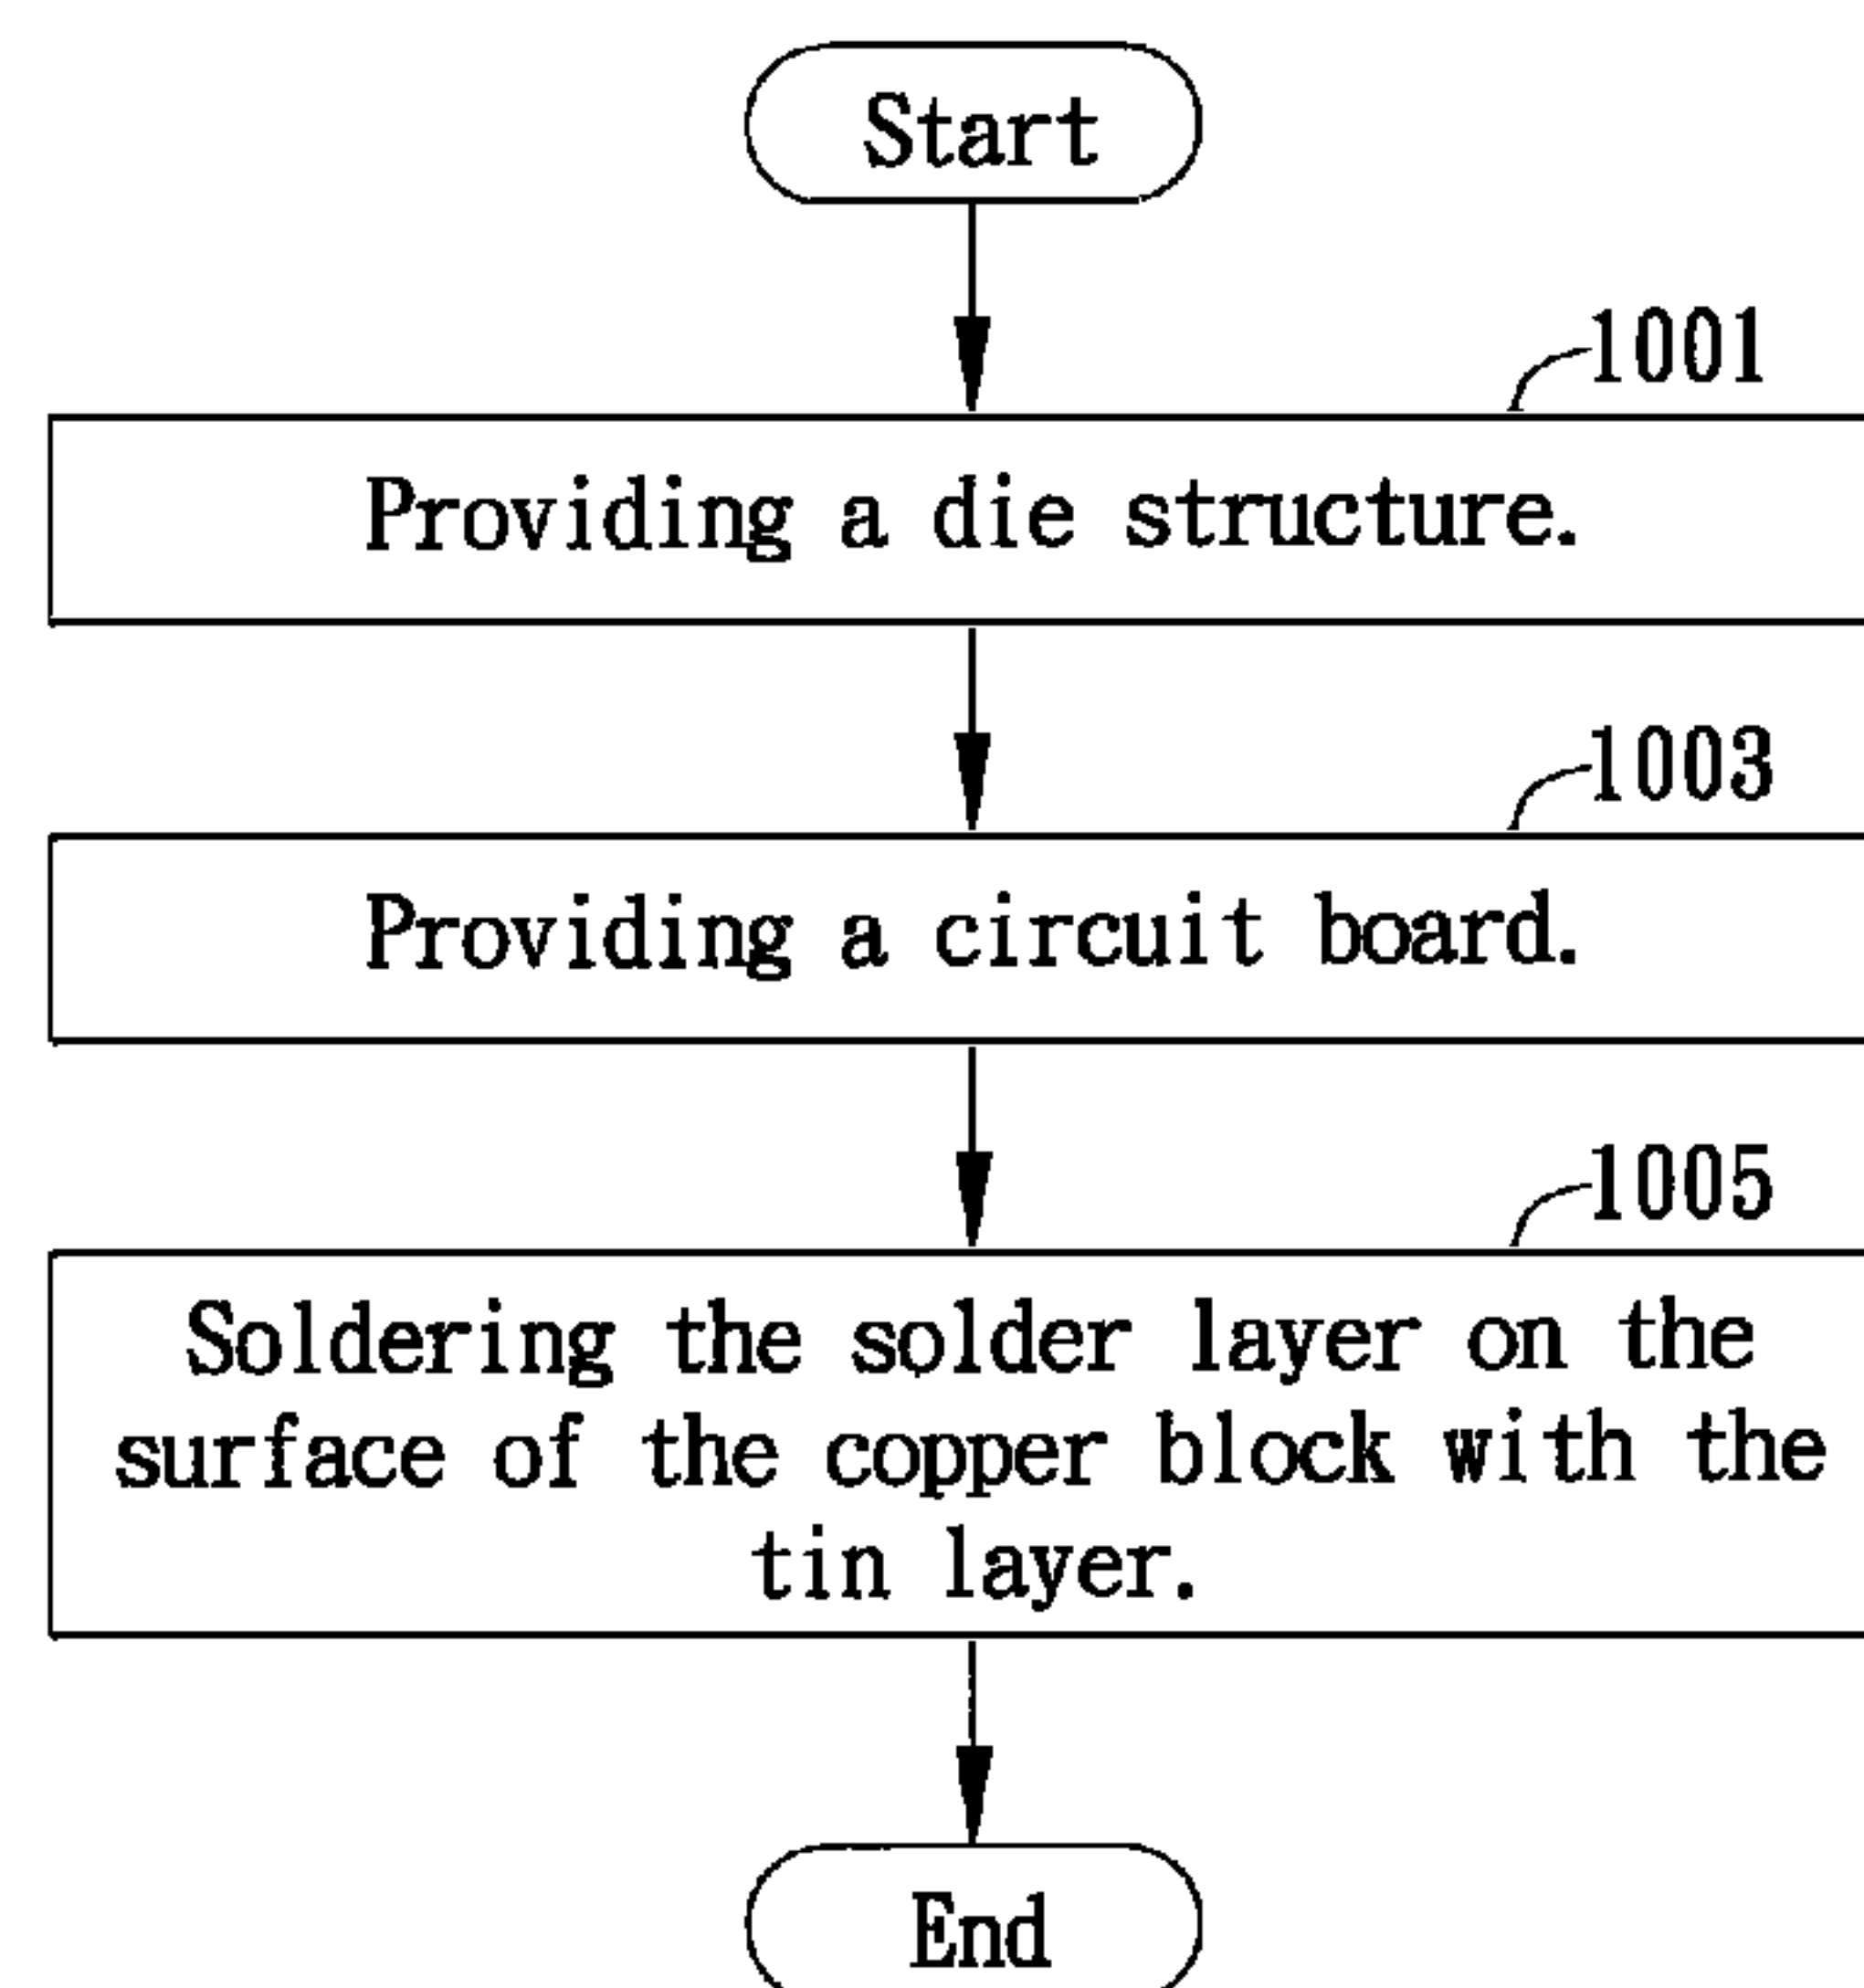 Start
1001
Providing a die structure.
1003
Providing a circuit board.
1005
Soldering the solder layer on the
surface of the copper block with the
tin layer.
End